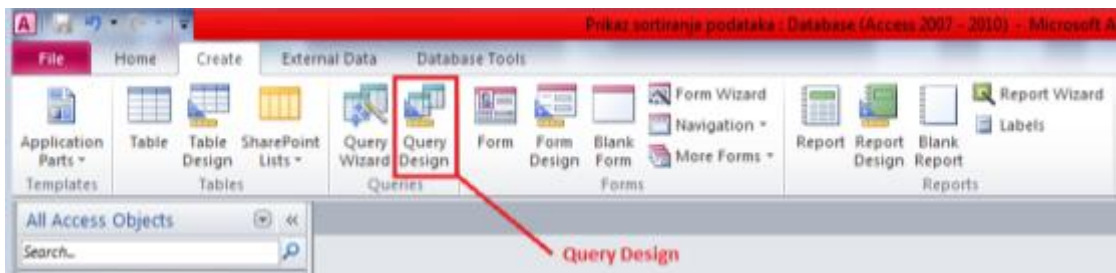 A
Prikaz sortiranje podataka : Database (Access 2007 - 2010) - Microsoft A
File Home Create External Data Database Tools
Application Parts
Table
Table Design
SharePoint Lists
Query Wizard
Query Design
Form
Form Design
Blank Form
Form Wizard
Navigation
More Forms
Report
Report Design
Blank Report
Report Wizard
Labels
Templates Tables Queries Forms Reports
All Access Objects
Search...
Query Design